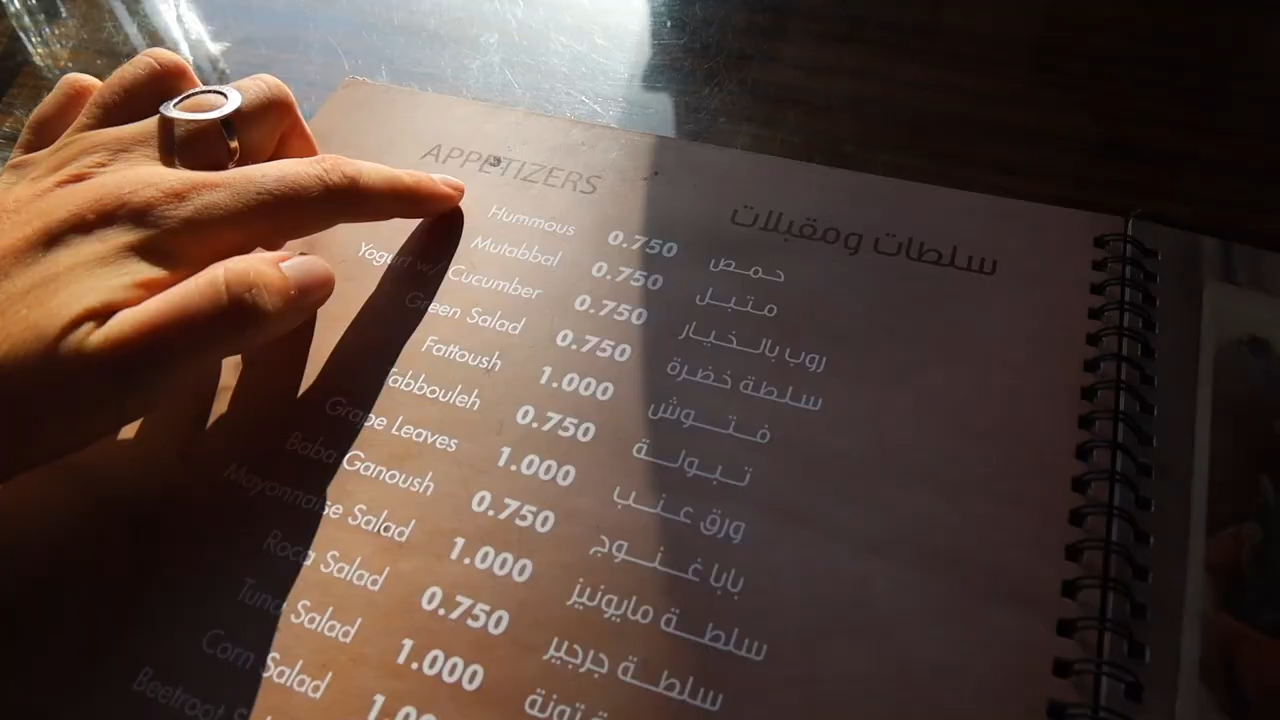 APPETIZERS سلطات ومقبلات
Hummous 0.750 حمص
Mutabbal 0.750 متبل
Yogurt w/ Cucumber 0.750 روب بالخيار
Green Salad 0.750 سلطة خضرة
Fattoush 1.000 فتوش
Tabbouleh 0.750 تبولة
Grape Leaves 1.000 ورق عنب
Baba Ganoush 0.750 بابا غنوج
Mayonnaise Salad 1.000 سلطة مايونيز
Roca Salad 0.750 سلطة جرجير
Tuna Salad 1.000 تونة
Corn Salad
Beetroot